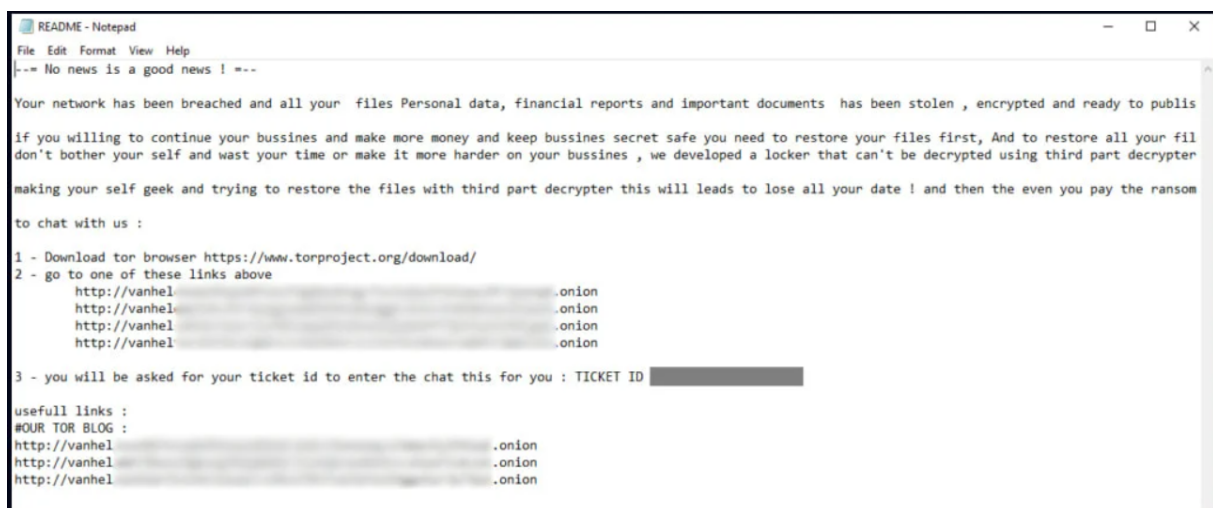 README - Notepad
File Edit Format View Help
--= No news is a good news ! =--
Your network has been breached and all your  files Personal data, financial reports and important documents  has been stolen , encrypted and ready to publis
if you willing to continue your bussines and make more money and keep bussines secret safe you need to restore your files first, And to restore all your fil
don't bother your self and wast your time or make it more harder on your bussines , we developed a locker that can't be decrypted using third part decrypter
making your self geek and trying to restore the files with third part decrypter this will leads to lose all your date ! and then the even you pay the ransom
to chat with us :
1 - Download tor browser https://www.torproject.org/download/
2 - go to one of these links above
http://vanhel .onion
http://vanhel .onion
http://vanhel .onion
http://vanhel .onion
3 - you will be asked for your ticket id to enter the chat this for you : TICKET ID
usefull links :
#OUR TOR BLOG :
http://vanhel .onion
http://vanhel .onion
http://vanhel .onion